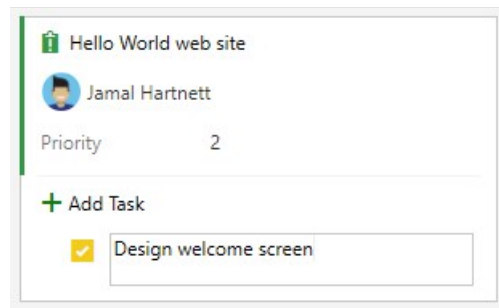 Hello World web site
Jamal Hartnett
Priority 2
Add Task
Design welcome screen